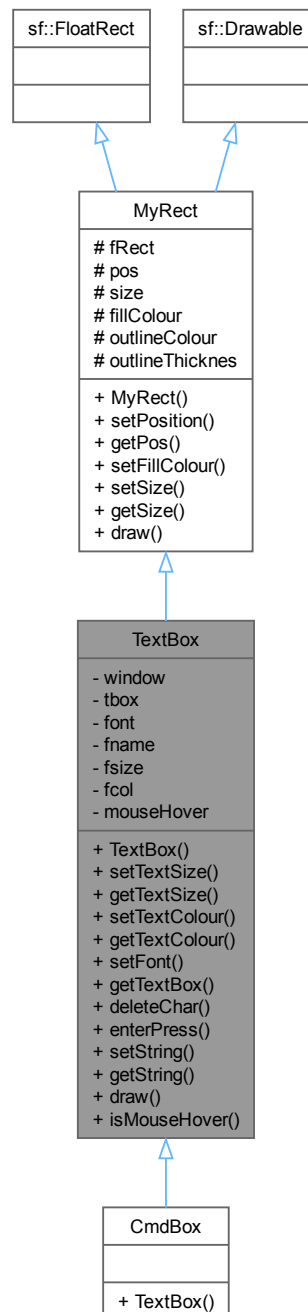 sf::FloatRect
sf::Drawable
MyRect
# fRect
# pos
# size
# fillColour
# outlineColour
# outlineThicknes
+ MyRect()
+ setPosition()
+ getPos()
+ setFillColour()
+ setSize()
+ getSize()
+ draw()
TextBox
- window
- tbox
- font
- fname
- fsize
- fcol
- mouseHover
+ TextBox()
+ setTextSize()
+ getTextSize()
+ setTextColour()
+ getTextColour()
+ setFont()
+ getTextBox()
+ deleteChar()
+ enterPress()
+ setString()
+ getString()
+ draw()
+ isMouseHover()
CmdBox
+ TextBox()